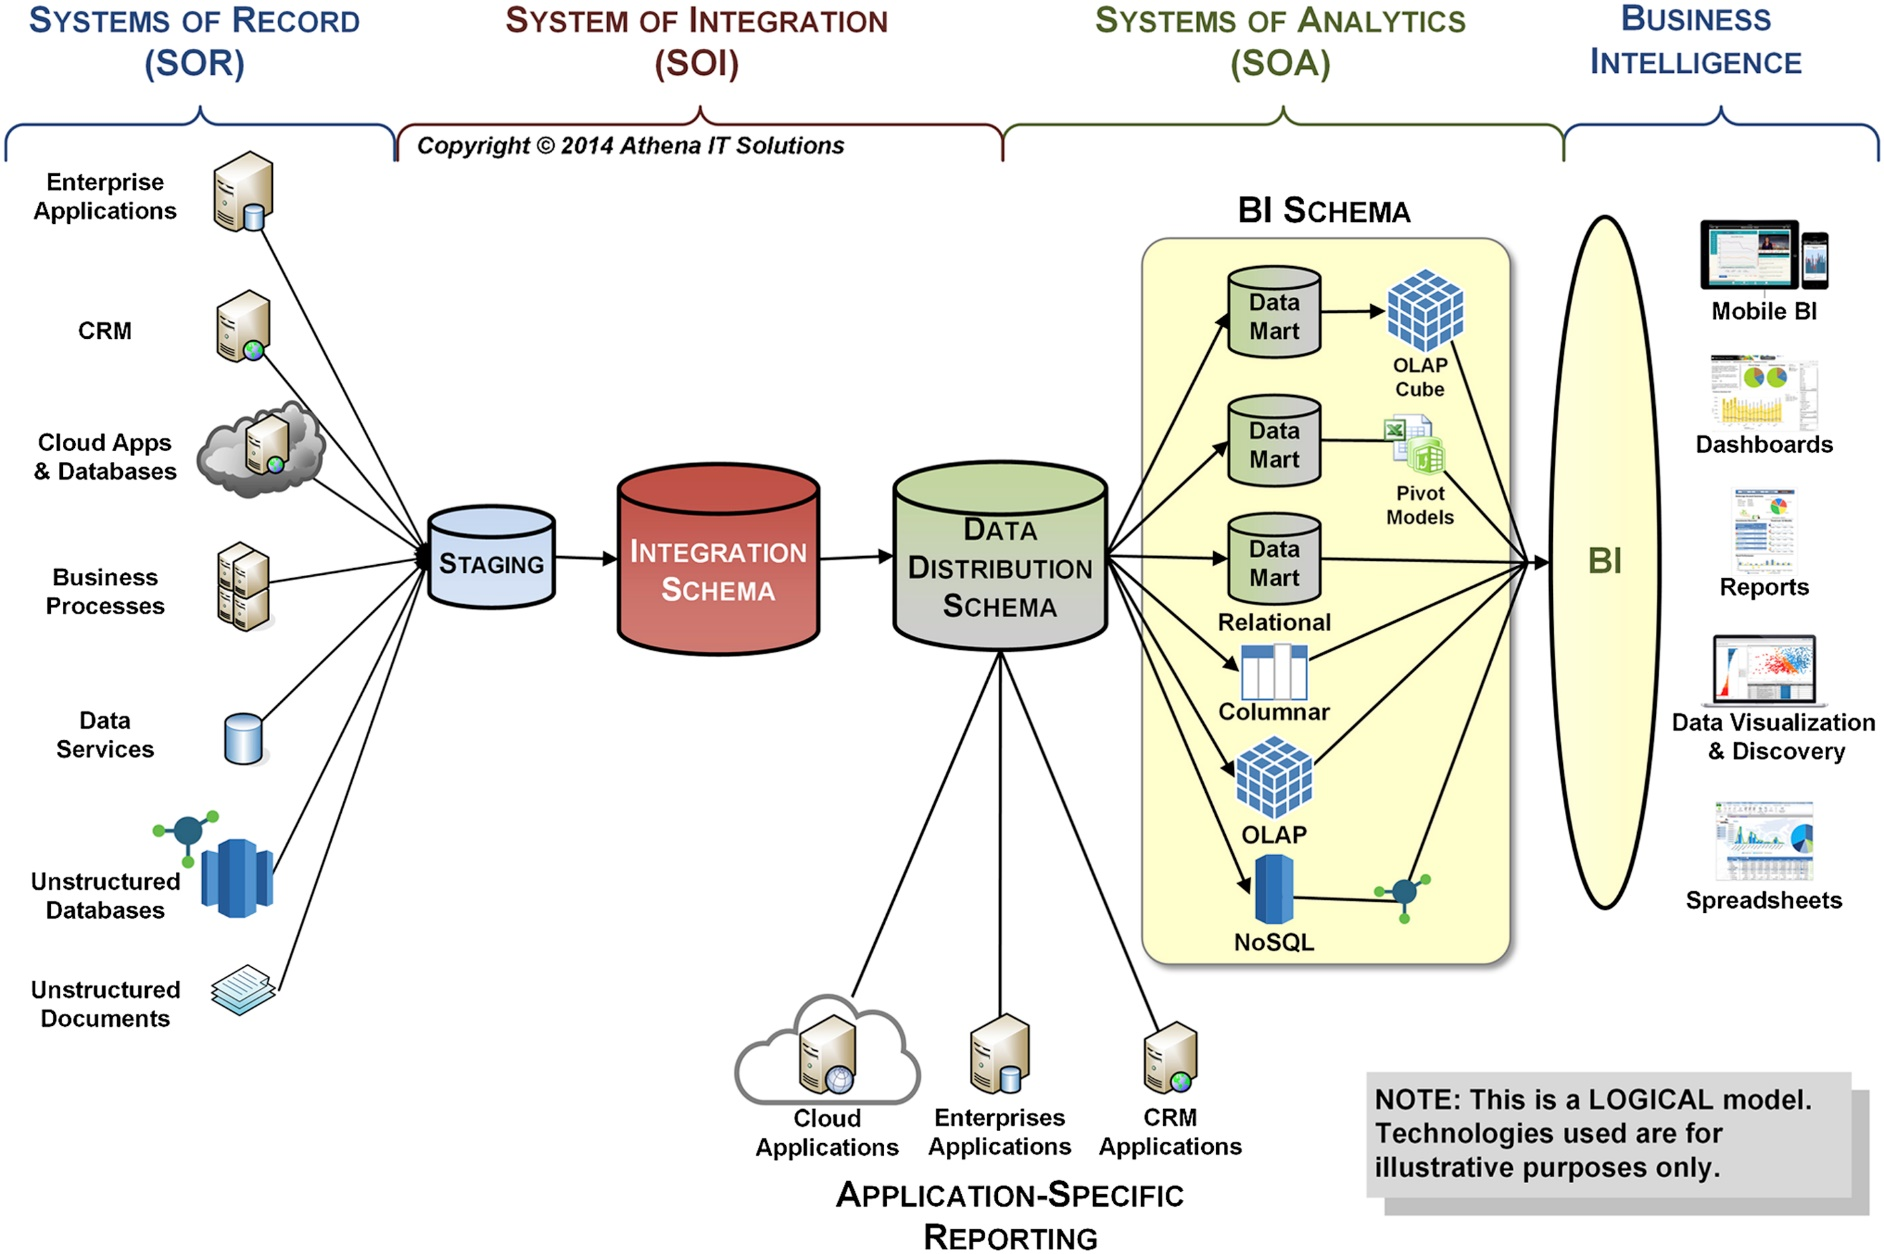 SYSTEMS OF RECORD
(SOR)
SYSTEM OF INTEGRATION
(SOI)
SYSTEMS OF ANALYTICS
(SOA)
BUSINESS
INTELLIGENCE
Copyright © 2014 Athena IT Solutions
Enterprise
Applications
CRM
Cloud Apps
& Databases
Business
Processes
Data
Services
Unstructured
Databases
Unstructured
Documents
STAGING
INTEGRATION
SCHEMA
DATA
DISTRIBUTION
SCHEMA
BI SCHEMA
Data
Mart
OLAP
Cube
Data
Mart
Pivot
Models
Data
Mart
Relational
Columnar
OLAP
NoSQL
BI
Mobile BI
Dashboards
Reports
Data Visualization
& Discovery
Spreadsheets
Cloud
Applications
Enterprises
Applications
CRM
Applications
APPLICATION-SPECIFIC
REPORTING
NOTE: This is a LOGICAL model.
Technologies used are for
illustrative purposes only.